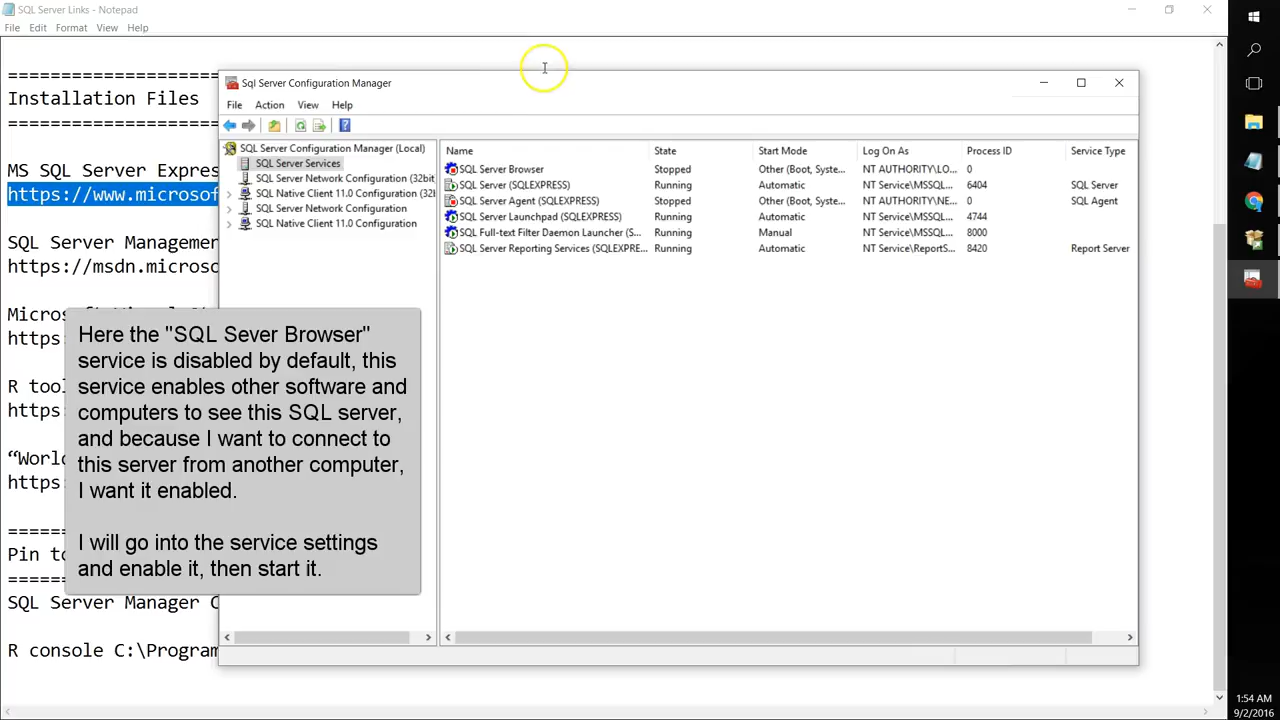 SQL Server Links - Notepad
File Edit Format View Help
====================
Installation Files
====================
MS SQL Server Express
https://www.microsof
SQL Server Managemen
https://msdn.microso
Micros
https:
R tool
https:
“World
https:
Pin to
SQL Server Manager C
R console C:\Program
Sql Server Configuration Manager
File Action View Help
SQL Server Configuration Manager (Local)
SQL Server Services
SQL Server Network Configuration (32bit
SQL Native Client 11.0 Configuration (32b
SQL Server Network Configuration
SQL Native Client 11.0 Configuration
Name State Start Mode Log On As Process ID Service Type
SQL Server Browser Stopped Other (Boot, Syste... NT AUTHORITY\LO... 0
SQL Server (SQLEXPRESS) Running Automatic NT Service\MSSQL... 6404 SQL Server
SQL Server Agent (SQLEXPRESS) Stopped Other (Boot, Syste... NT AUTHORITY\NE... 0 SQL Agent
SQL Server Launchpad (SQLEXPRESS) Running Automatic NT Service\MSSQL... 4744
SQL Full-text Filter Daemon Launcher (S... Running Manual NT Service\MSSQL... 8000
SQL Server Reporting Services (SQLEXPRE... Running Automatic NT Service\ReportS... 8420 Report Server
Here the "SQL Sever Browser"
service is disabled by default, this
service enables other software and
computers to see this SQL server,
and because I want to connect to
this server from another computer,
I want it enabled.
I will go into the service settings
and enable it, then start it.
1:54 AM
9/2/2016